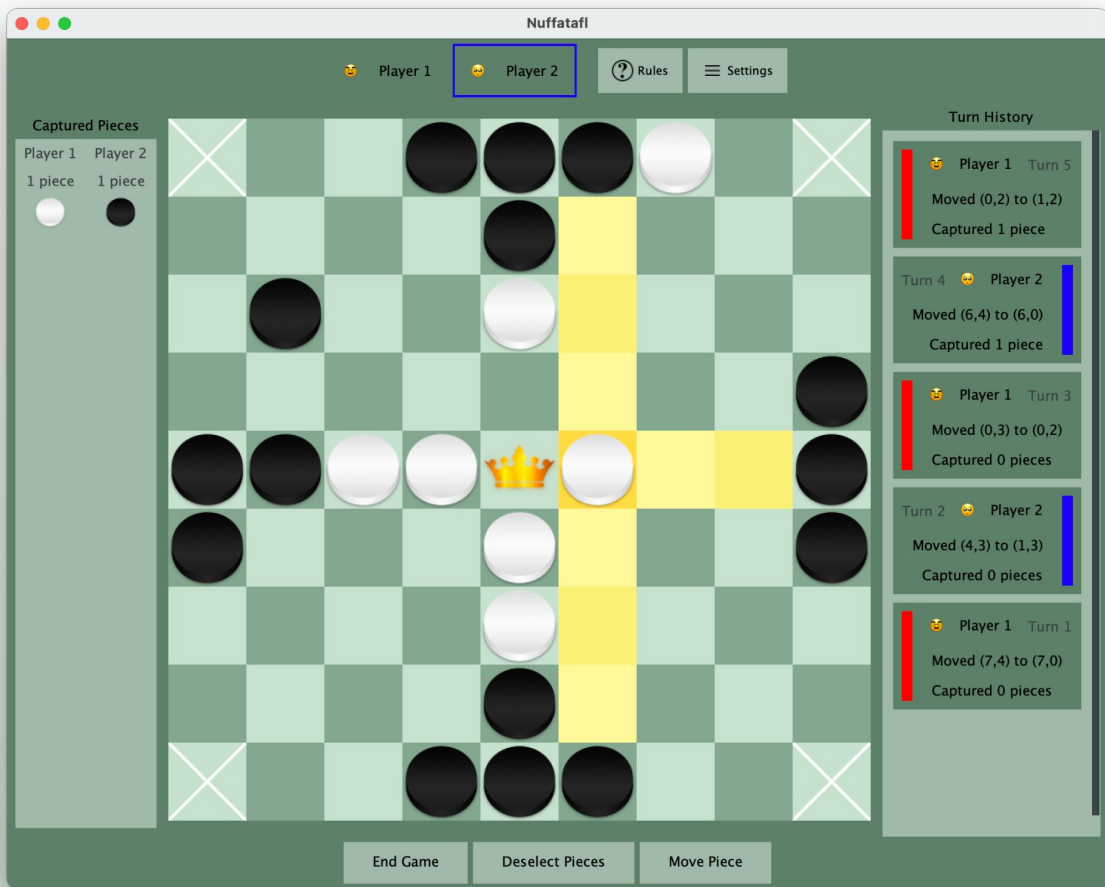 Nuffatafl
Player 1
Player 2
Rules
Settings
Captured Pieces
Player 1 Player 2
1 piece 1 piece
Turn History
Player 1 Turn 5
Moved (0,2) to (1,2)
Captured 1 piece
Turn 4 Player 2
Moved (6,4) to (6,0)
Captured 1 piece
Player 1 Turn 3
Moved (0,3) to (0,2)
Captured 0 pieces
Turn 2 Player 2
Moved (4,3) to (1,3)
Captured 0 pieces
Player 1 Turn 1
Moved (7,4) to (7,0)
Captured 0 pieces
End Game
Deselect Pieces
Move Piece